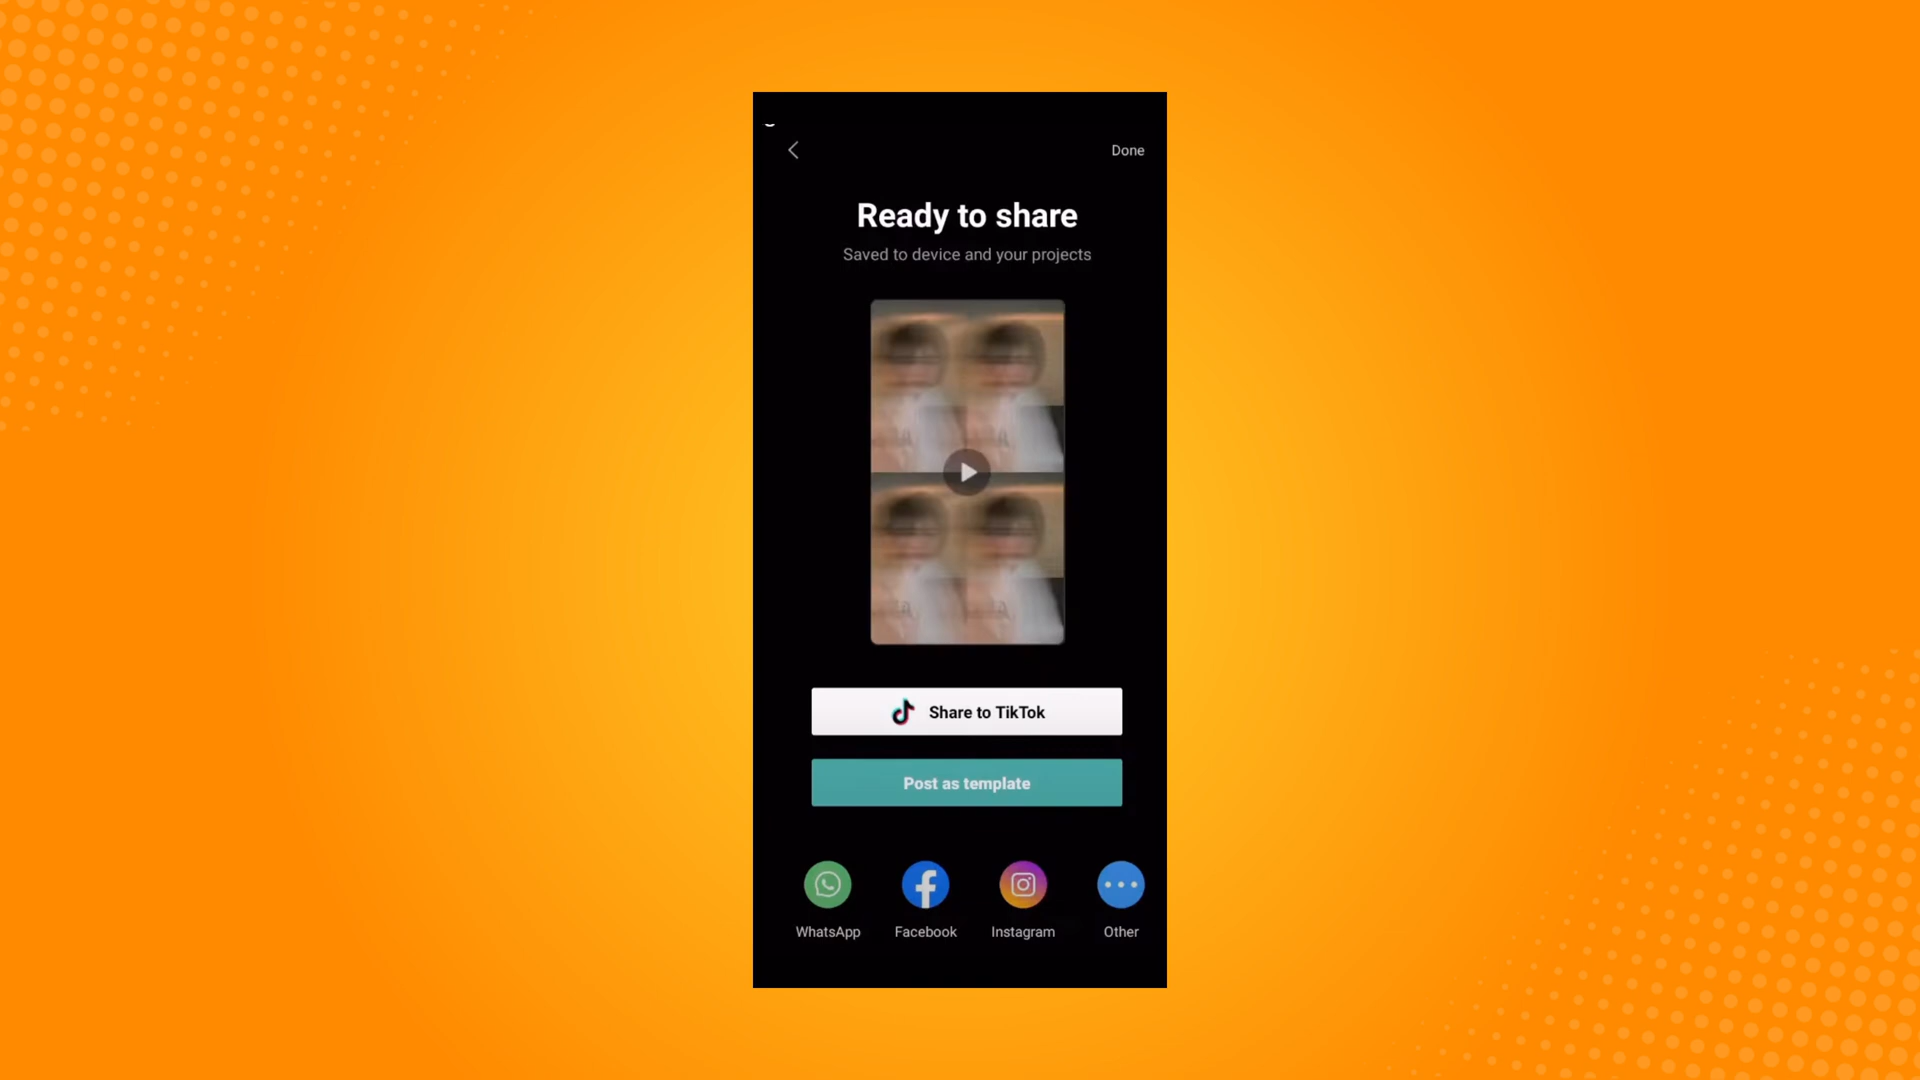 Done
Ready to share
Saved to device and your projects
Share to TikTok
Post as template
WhatsApp
Facebook
Instagram
Other